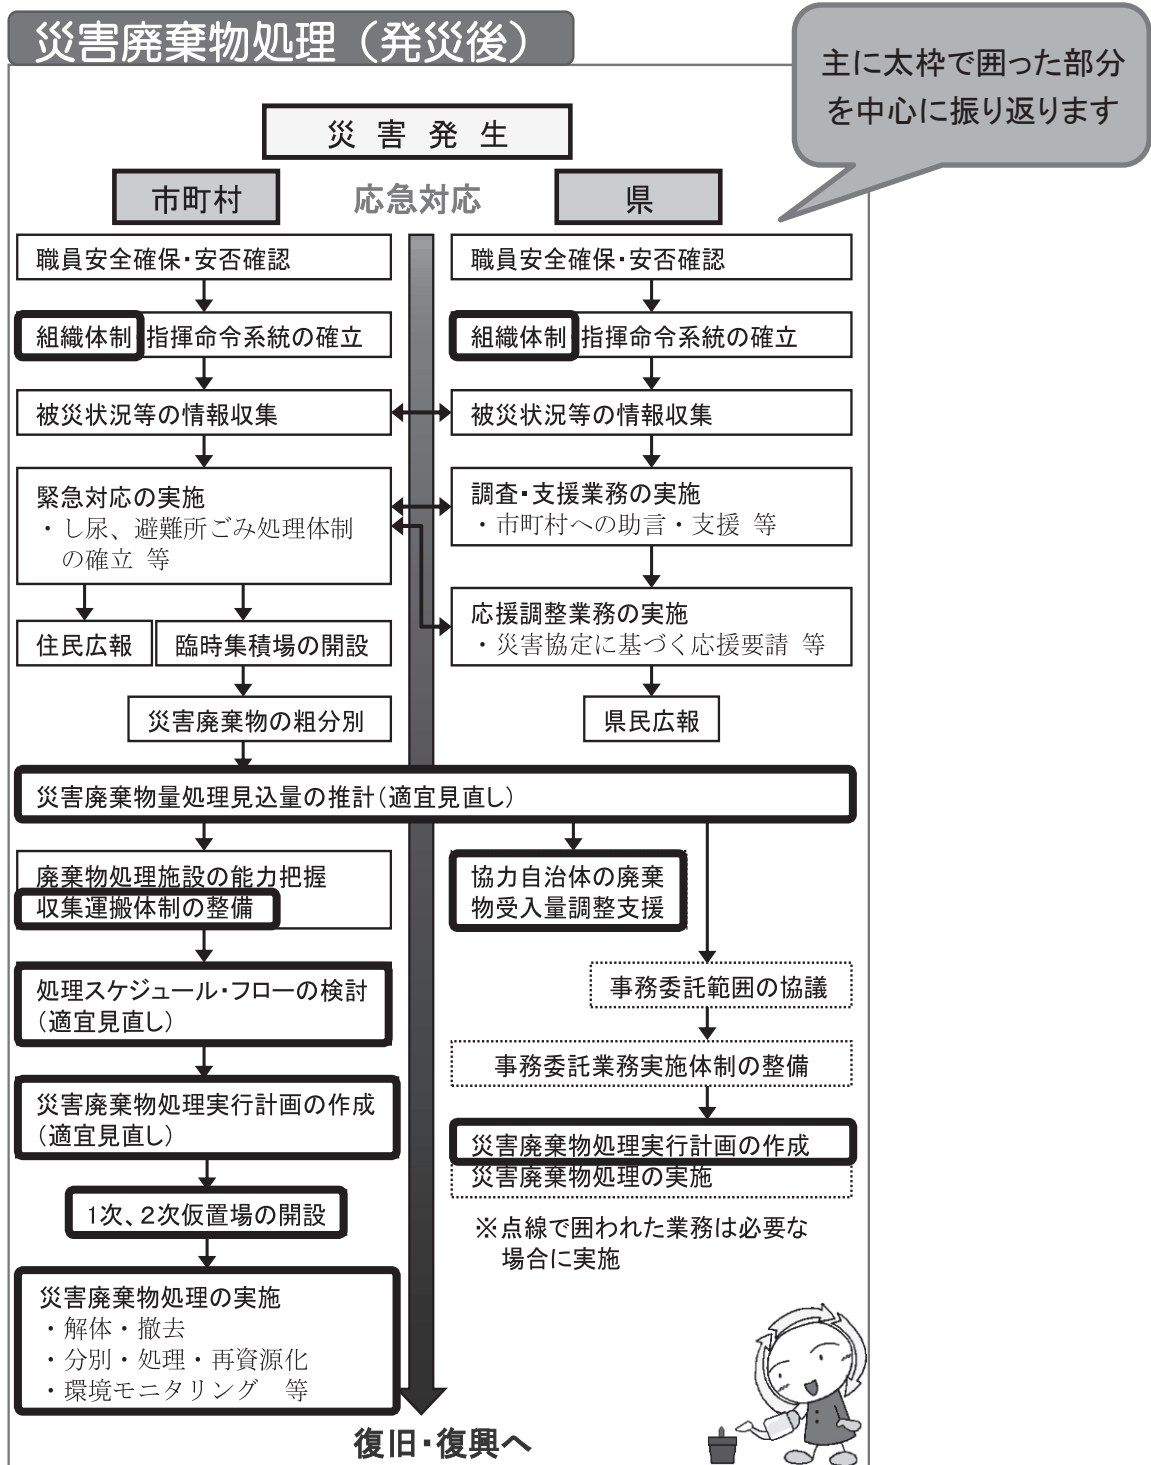 災害廃棄物処理（発災後）
主に太枠で囲った部分
を中心に振り返ります
災 害 発 生
市町村
応急対応
県
職員安全確保・安否確認
職員安全確保・安否確認
組織体制 指揮命令系統の確立
組織体制 指揮命令系統の確立
被災状況等の情報収集
被災状況等の情報収集
緊急対応の実施
・し尿、避難所ごみ処理体制
の確立 等
調査・支援業務の実施
・市町村への助言・支援 等
応援調整業務の実施
・災害協定に基づく応援要請 等
住民広報
臨時集積場の開設
災害廃棄物の粗分別
県民広報
災害廃棄物量処理見込量の推計（適宜見直し）
廃棄物処理施設の能力把握
収集運搬体制の整備
協力自治体の廃棄
物受入量調整支援
処理スケジュール・フローの検討
（適宜見直し）
事務委託範囲の協議
事務委託業務実施体制の整備
災害廃棄物処理実行計画の作成
（適宜見直し）
災害廃棄物処理実行計画の作成
災害廃棄物処理の実施
1次、2次仮置場の開設
※点線で囲われた業務は必要な
場合に実施
災害廃棄物処理の実施
・解体・撤去
・分別・処理・再資源化
・環境モニタリング 等
復旧・復興へ